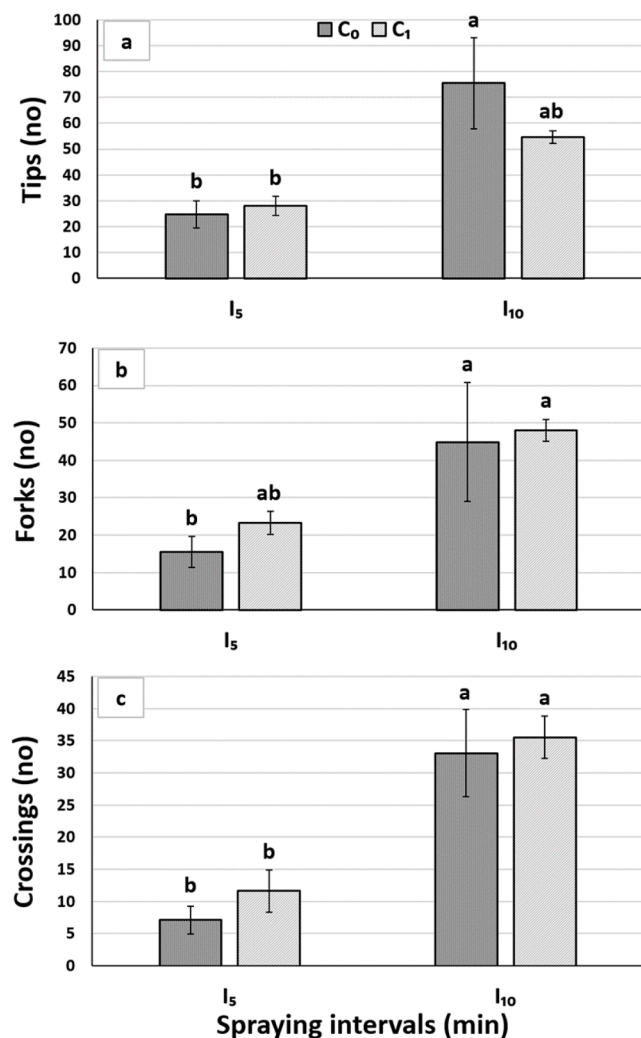 a
C₀ C₁
100
90
80
70
60
50
40
30
20
10
0
Tips (no)
b
b
a
ab
I₅
I₁₀
b
70
60
50
40
30
20
10
0
Forks (no)
b
ab
a
a
I₅
I₁₀
c
45
40
35
30
25
20
15
10
5
0
Crossings (no)
b
b
a
a
I₅
I₁₀
Spraying intervals (min)